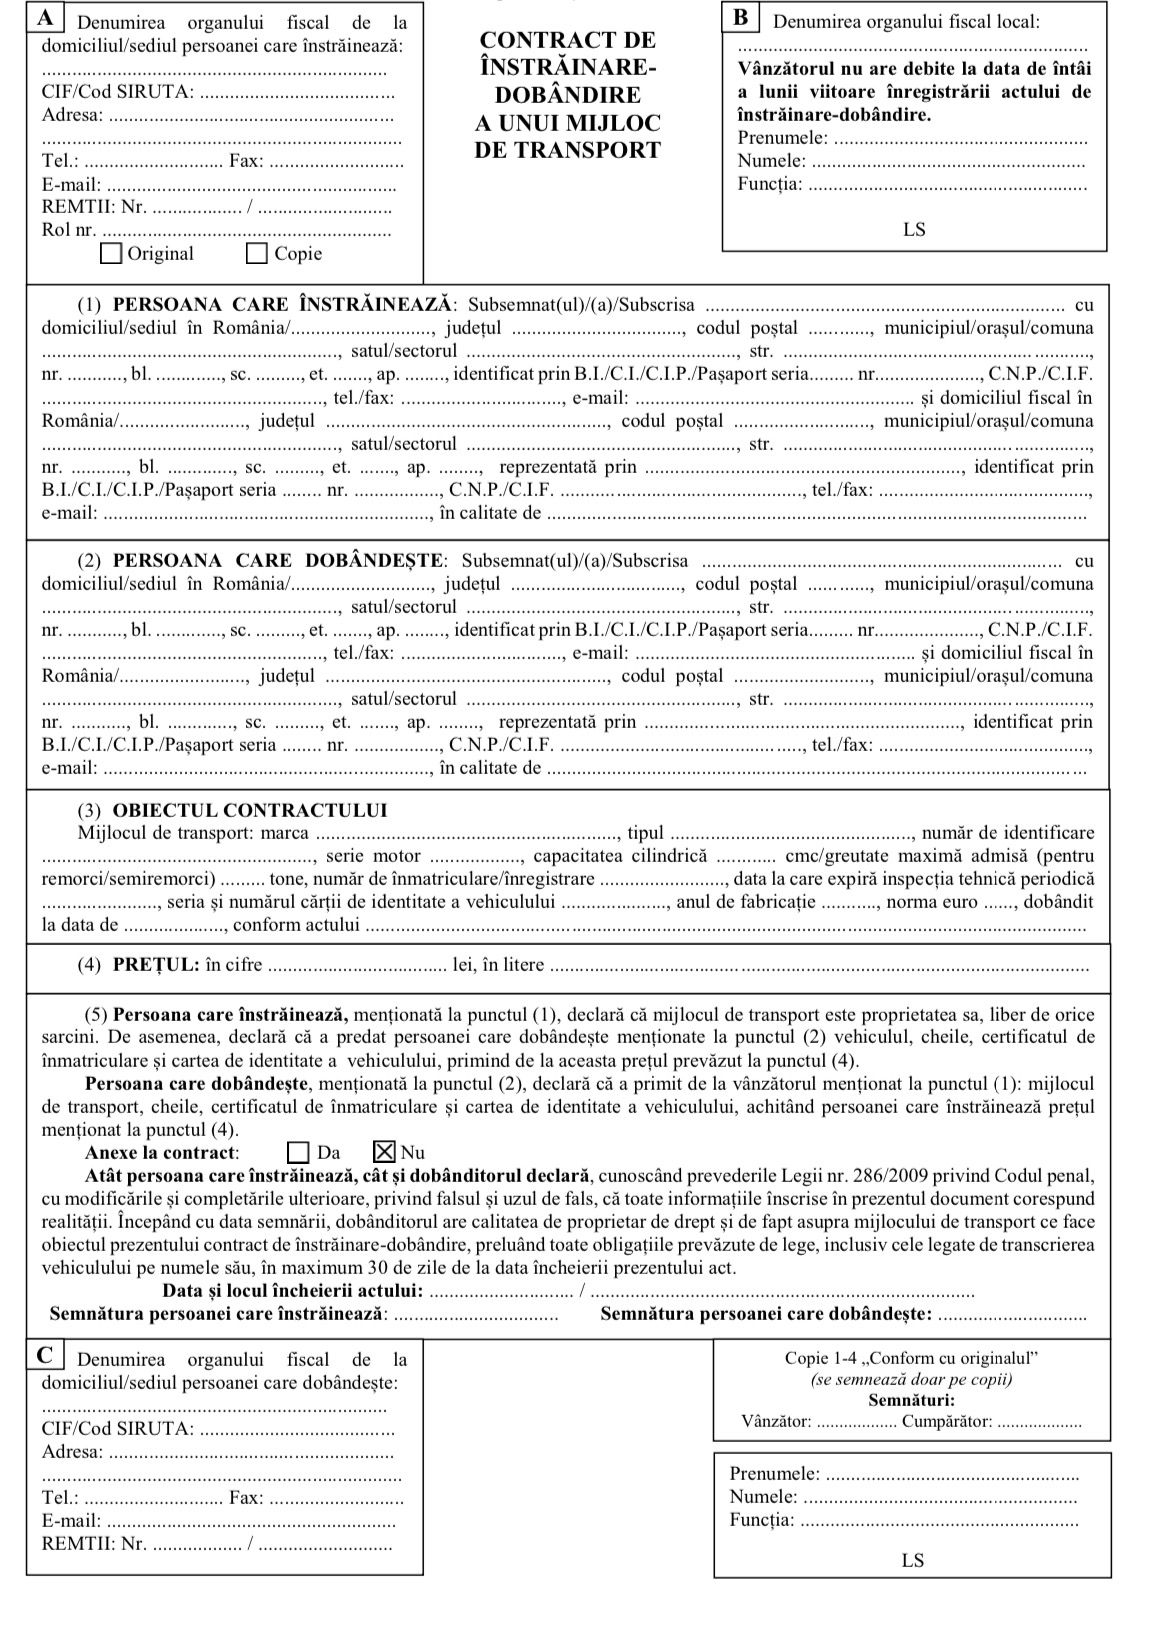 A Denumirea organului fiscal de la
domiciliul/sediul persoanei care înstrăinează:
......................................................................
CIF/Cod SIRUTA: .......................................
Adresa: .........................................................
........................................................................
Tel.: ............................ Fax: ...........................
E-mail: ..........................................................
REMTII: Nr. .................. / ...........................
Rol nr. ..........................................................
Original Copie
CONTRACT DE
ÎNSTRĂINARE-
DOBÂNDIRE
A UNUI MIJLOC
DE TRANSPORT
B Denumirea organului fiscal local:
......................................................................
Vânzătorul nu are debite la data de întâi
a lunii viitoare înregistrării actului de
înstrăinare-dobândire.
Prenumele: ...................................................
Numele: .......................................................
Funcția: ........................................................
LS
(1) PERSOANA CARE ÎNSTRĂINEAZĂ: Subsemnat(ul)/(a)/Subscrisa ........................................................................ cu
domiciliul/sediul în România/............................., județul .................................., codul poștal ............, municipiul/orașul/comuna
............................................................, satul/sectorul ......................................................, str. ..............................................................,
nr. ..........., bl. ............., sc. ........., et. ......., ap. ........, identificat prin B.I./C.I./C.I.P./Pașaport seria......... nr....................., C.N.P./C.I.F.
........................................................, tel./fax: ................................, e-mail: ........................................................ și domiciliul fiscal în
România/........................., județul ........................................................, codul poștal ..........................., municipiul/orașul/comuna
............................................................, satul/sectorul ......................................................, str. ..............................................................,
nr. ..........., bl. ............., sc. ........., et. ......., ap. ........, reprezentată prin ................................................................, identificat prin
B.I./C.I./C.I.P./Pașaport seria ........ nr. ................., C.N.P./C.I.F. ................................................., tel./fax: ..........................................,
e-mail: .................................................................., în calitate de ............................................................................................................
(2) PERSOANA CARE DOBÂNDEȘTE: Subsemnat(ul)/(a)/Subscrisa .............................................................................. cu
domiciliul/sediul în România/............................., județul .................................., codul poștal ............, municipiul/orașul/comuna
............................................................, satul/sectorul ......................................................, str. ..............................................................,
nr. ..........., bl. ............., sc. ........., et. ......., ap. ........, identificat prin B.I./C.I./C.I.P./Pașaport seria......... nr....................., C.N.P./C.I.F.
........................................................, tel./fax: ................................, e-mail: ........................................................ și domiciliul fiscal în
România/........................., județul ........................................................, codul poștal ..........................., municipiul/orașul/comuna
............................................................, satul/sectorul ......................................................, str. ..............................................................,
nr. ..........., bl. ............., sc. ........., et. ......., ap. ........, reprezentată prin ................................................................, identificat prin
B.I./C.I./C.I.P./Pașaport seria ........ nr. ................., C.N.P./C.I.F. ................................................., tel./fax: ..........................................,
e-mail: .................................................................., în calitate de ............................................................................................................
(3) OBIECTUL CONTRACTULUI
Mijlocul de transport: marca ............................................................, tipul ................................................, număr de identificare
......................................................, serie motor .................., capacitatea cilindrică ............ cmc/greutate maximă admisă (pentru
remorci/semiremorci) ......... tone, număr de înmatriculare/înregistrare ........................., data la care expiră inspecția tehnică periodică
......................., seria și numărul cărții de identitate a vehiculului ....................., anul de fabricație ..........., norma euro ......, dobândit
la data de ...................., conform actului ................................................................................................................................................
(4) PREȚUL: în cifre .................................... lei, în litere ............................................................................................................
(5) Persoana care înstrăinează, menționată la punctul (1), declară că mijlocul de transport este proprietatea sa, liber de orice
sarcini. De asemenea, declară că a predat persoanei care dobândește menționate la punctul (2) vehiculul, cheile, certificatul de
înmatriculare și cartea de identitate a vehiculului, primind de la aceasta prețul prevăzut la punctul (4).
Persoana care dobândește, menționată la punctul (2), declară că a primit de la vânzătorul menționat la punctul (1): mijlocul
de transport, cheile, certificatul de înmatriculare și cartea de identitate a vehiculului, achitând persoanei care înstrăinează prețul
menționat la punctul (4).
Anexe la contract: Da Nu
Atât persoana care înstrăinează, cât și dobânditorul declară, cunoscând prevederile Legii nr. 286/2009 privind Codul penal,
cu modificările și completările ulterioare, privind falsul și uzul de fals, că toate informațiile înscrise în prezentul document corespund
realității. Începând cu data semnării, dobânditorul are calitatea de proprietar de drept și de fapt asupra mijlocului de transport ce face
obiectul prezentului contract de înstrăinare-dobândire, preluând toate obligațiile prevăzute de lege, inclusiv cele legate de transcrierea
vehiculului pe numele său, în maximum 30 de zile de la data încheierii prezentului act.
Data și locul încheierii actului: ............................. / .............................................................................
Semnătura persoanei care înstrăinează: ................................. Semnătura persoanei care dobândește: ..............................
C Denumirea organului fiscal de la
domiciliul/sediul persoanei care dobândește:
......................................................................
CIF/Cod SIRUTA: .......................................
Adresa: .........................................................
........................................................................
Tel.: ............................ Fax: ...........................
E-mail: ..........................................................
REMTII: Nr. .................. / ...........................
Copie 1-4 „Conform cu originalul”
(se semnează doar pe copii)
Semnături:
Vânzător: .................. Cumpărător: ...................
Prenumele: ...................................................
Numele: .......................................................
Funcția: ........................................................
LS